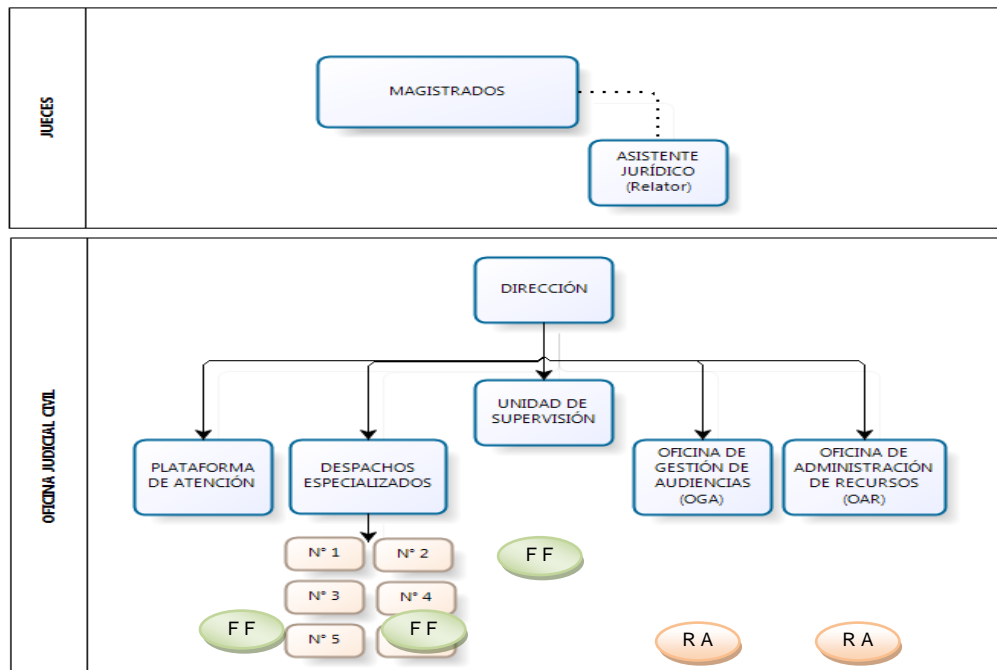 JUECES
MAGISTRADOS
ASISTENTE
JURÍDICO
(Relator)
OFICINA JUDICIAL CIVIL
DIRECCIÓN
UNIDAD DE
SUPERVISIÓN
PLATAFORMA
DE ATENCIÓN
DESPACHOS
ESPECIALIZADOS
OFICINA DE
GESTIÓN DE
AUDIENCIAS
(OGA)
OFICINA DE
ADMINISTRACIÓN
DE RECURSOS
(OAR)
N° 1
N° 2
N° 3
N° 4
N° 5
F F
F F
F F
R A
R A